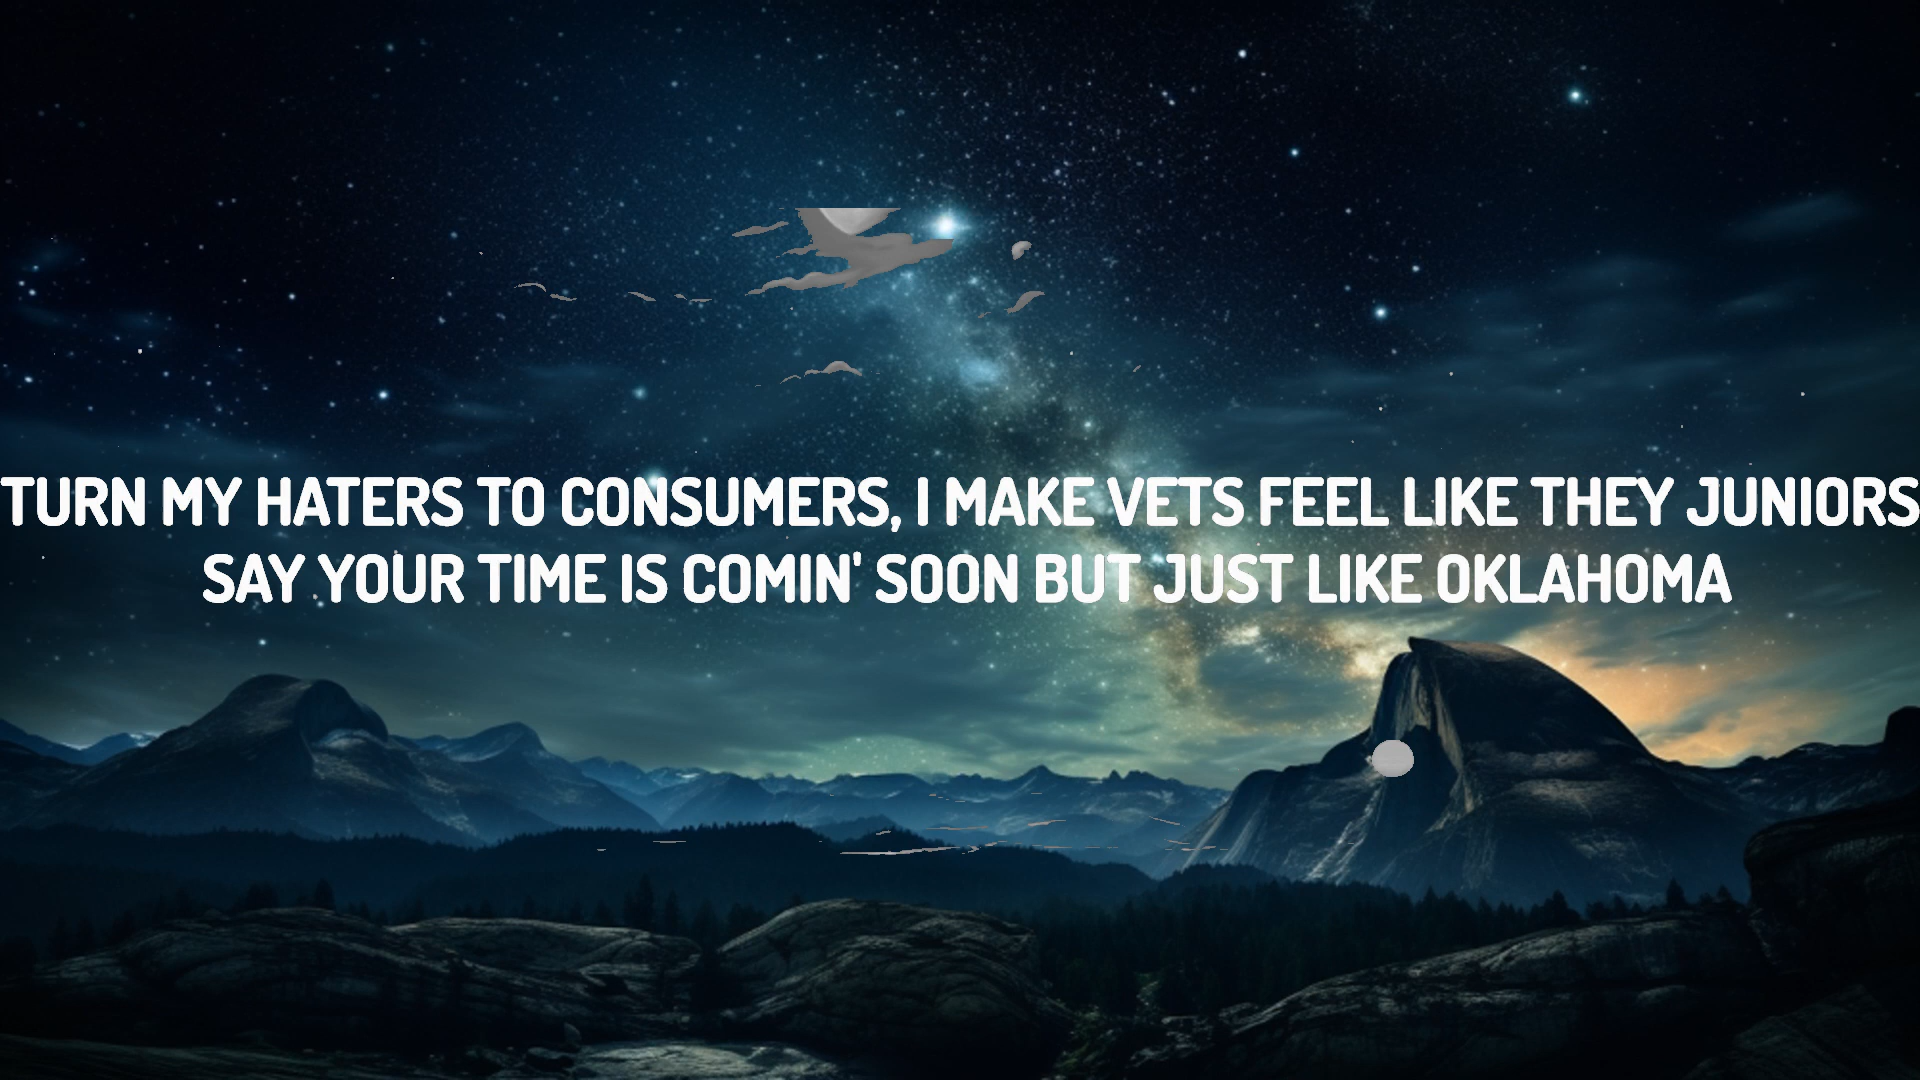 TURN MY HATERS TO CONSUMERS, I MAKE VETS FEEL LIKE THEY JUNIORS
SAY YOUR TIME IS COMIN' SOON BUT JUST LIKE OKLAHOMA